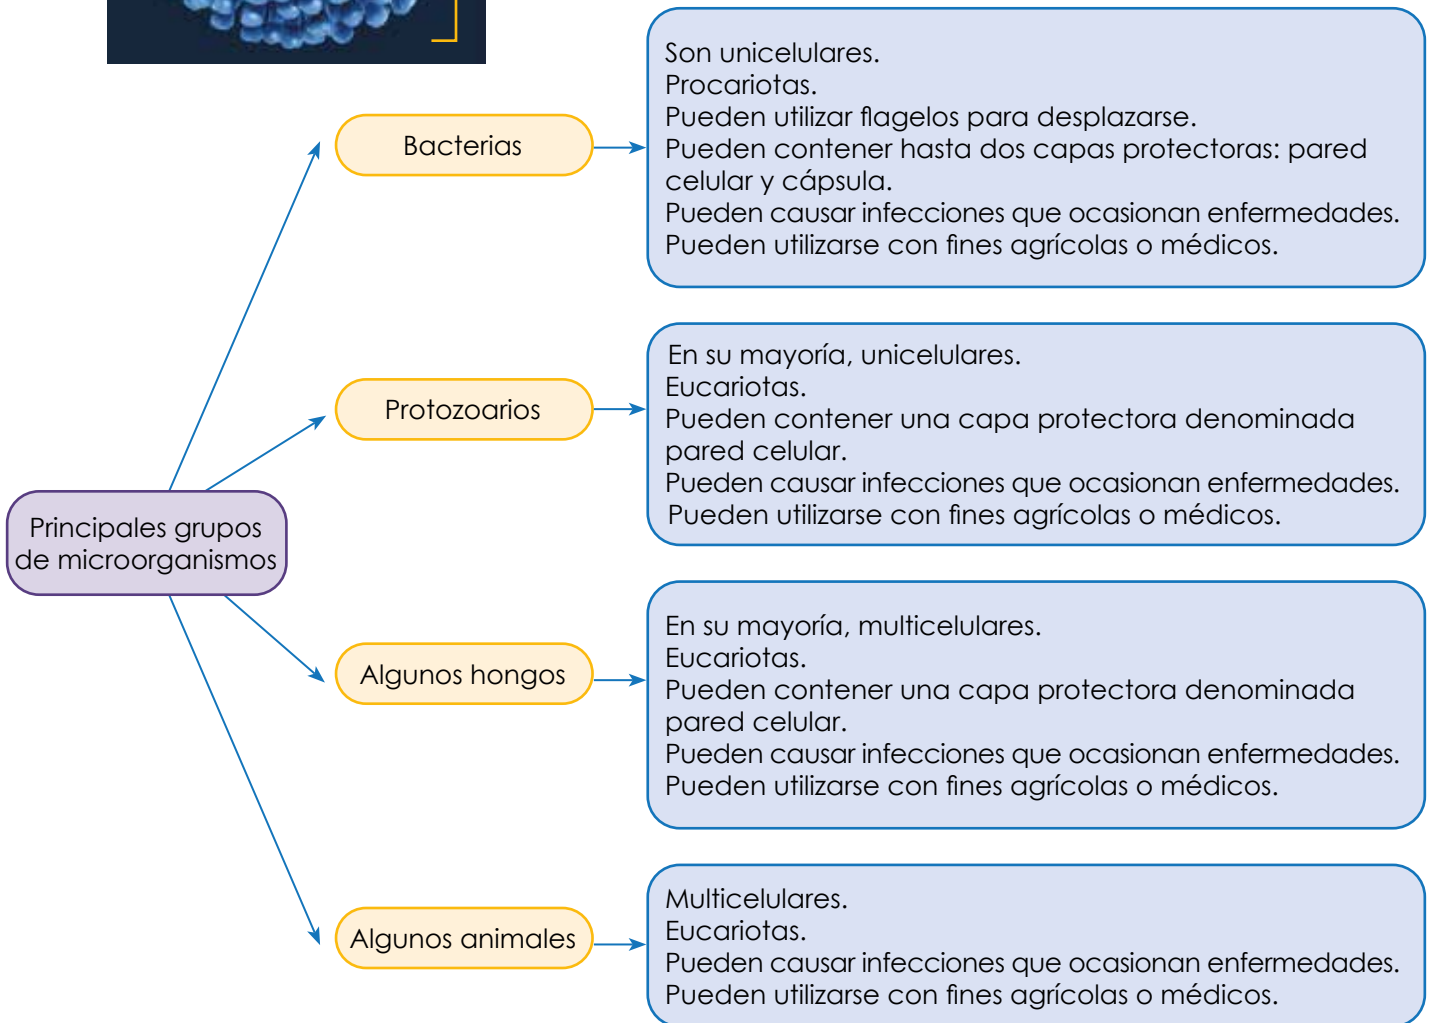 Principales grupos
de microorganismos
Bacterias
Son unicelulares.
Procariotas.
Pueden utilizar flagelos para desplazarse.
Pueden contener hasta dos capas protectoras: pared
celular y cápsula.
Pueden causar infecciones que ocasionan enfermedades.
Pueden utilizarse con fines agrícolas o médicos.
Protozoarios
En su mayoría, unicelulares.
Eucariotas.
Pueden contener una capa protectora denominada
pared celular.
Pueden causar infecciones que ocasionan enfermedades.
Pueden utilizarse con fines agrícolas o médicos.
Algunos hongos
En su mayoría, multicelulares.
Eucariotas.
Pueden contener una capa protectora denominada
pared celular.
Pueden causar infecciones que ocasionan enfermedades.
Pueden utilizarse con fines agrícolas o médicos.
Algunos animales
Multicelulares.
Eucariotas.
Pueden causar infecciones que ocasionan enfermedades.
Pueden utilizarse con fines agrícolas o médicos.